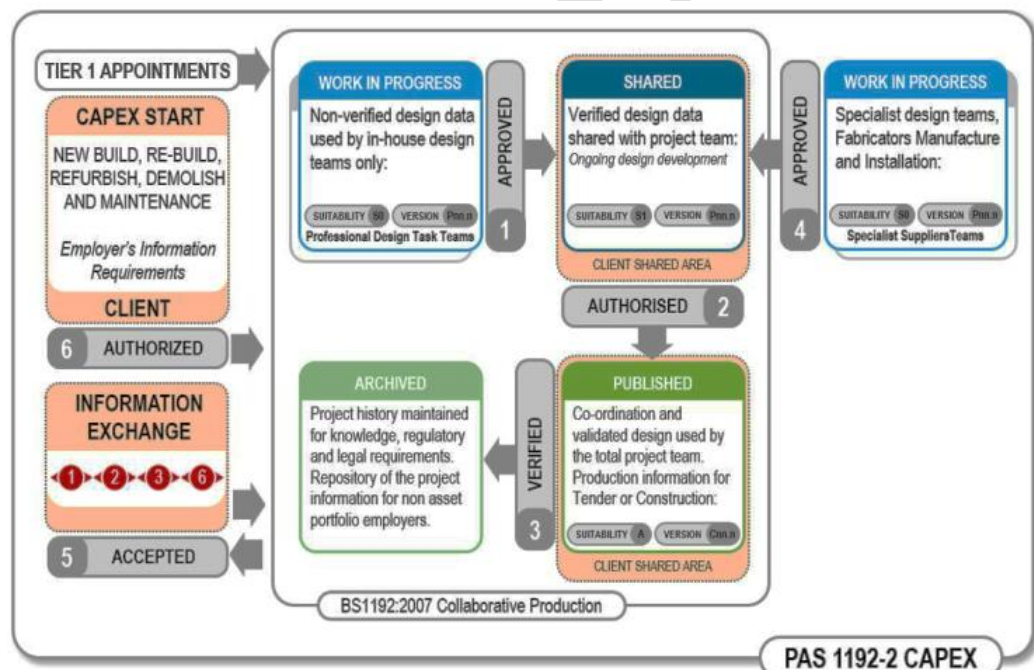 TIER 1 APPOINTMENTS
CAPEX START
NEW BUILD, RE-BUILD,
REFURBISH, DEMOLISH
AND MAINTENANCE
Employer's Information
Requirements
CLIENT
6 AUTHORIZED
INFORMATION
EXCHANGE
1 2 3 6
5 ACCEPTED
WORK IN PROGRESS
Non-verified design data
used by in-house design
teams only:
SUITABILITY S0 VERSION Pnn.n
Professional Design Task Teams
APPROVED
1
SHARED
Verified design data
shared with project team:
Ongoing design development
SUITABILITY S1 VERSION Pnn.n
CLIENT SHARED AREA
APPROVED
4
WORK IN PROGRESS
Specialist design teams,
Fabricators Manufacture
and Installation:
SUITABILITY S0 VERSION Pnn.n
Specialist SuppliersTeams
AUTHORISED 2
ARCHIVED
Project history maintained
for knowledge, regulatory
and legal requirements.
Repository of the project
information for non asset
portfolio employers.
VERIFIED
3
PUBLISHED
Co-ordination and
validated design used by
the total project team.
Production information for
Tender or Construction:
SUITABILITY A VERSION Cnn.n
CLIENT SHARED AREA
BS1192:2007 Collaborative Production
PAS 1192-2 CAPEX